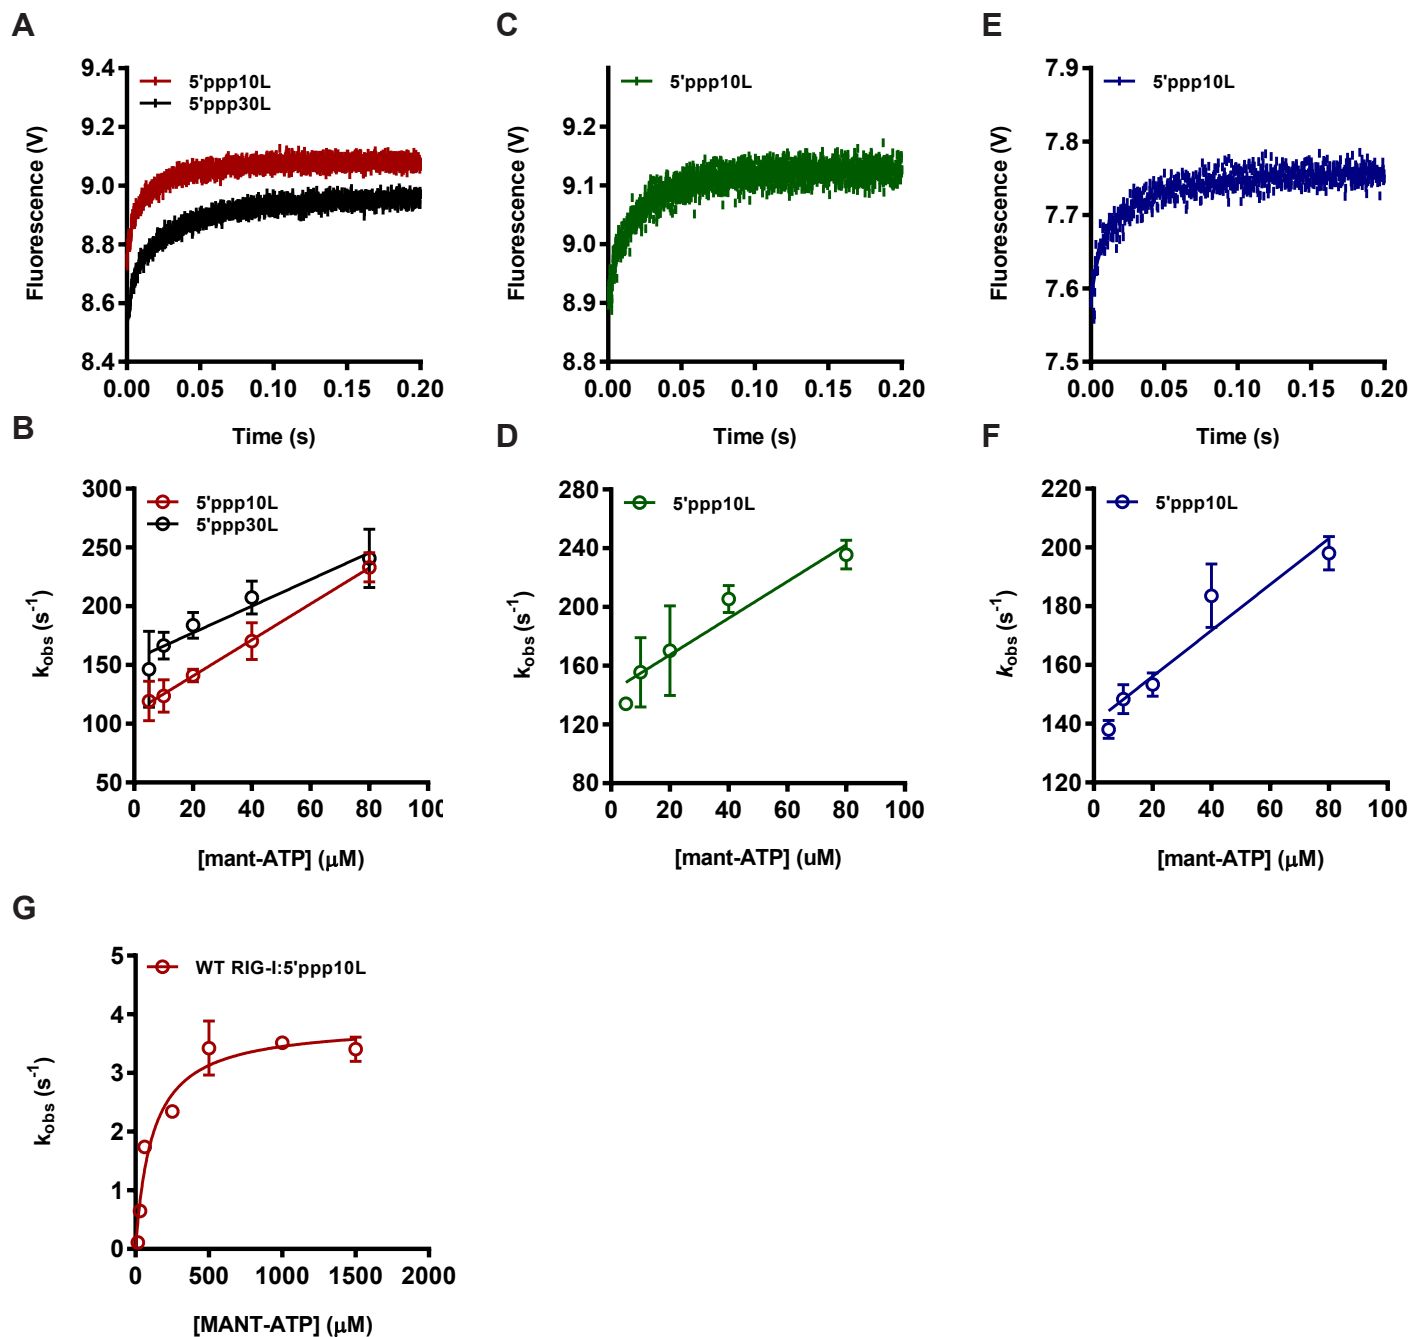 A
9.4
9.2
9.0
8.8
8.6
8.4
Fluorescence (V)
5'ppp10L
5'ppp30L
0.00 0.05 0.10 0.15 0.20
Time (s)
C
9.2
9.1
9.0
8.9
8.8
Fluorescence (V)
5'ppp10L
0.00 0.05 0.10 0.15 0.20
Time (s)
E
7.9
7.8
7.7
7.6
7.5
Fluorescence (V)
5'ppp10L
0.00 0.05 0.10 0.15 0.20
Time (s)
B
300
250
200
150
100
50
kobs (s-1)
5'ppp10L
5'ppp30L
0 20 40 60 80 100
[mant-ATP] (μM)
D
280
240
200
160
120
80
kobs (s-1)
5'ppp10L
0 20 40 60 80 100
[mant-ATP] (uM)
F
220
200
180
160
140
120
kobs (s-1)
5'ppp10L
0 20 40 60 80 100
[mant-ATP] (μM)
G
5
4
3
2
1
0
kobs (s-1)
WT RIG-I:5'ppp10L
0 500 1000 1500 2000
[MANT-ATP] (μM)